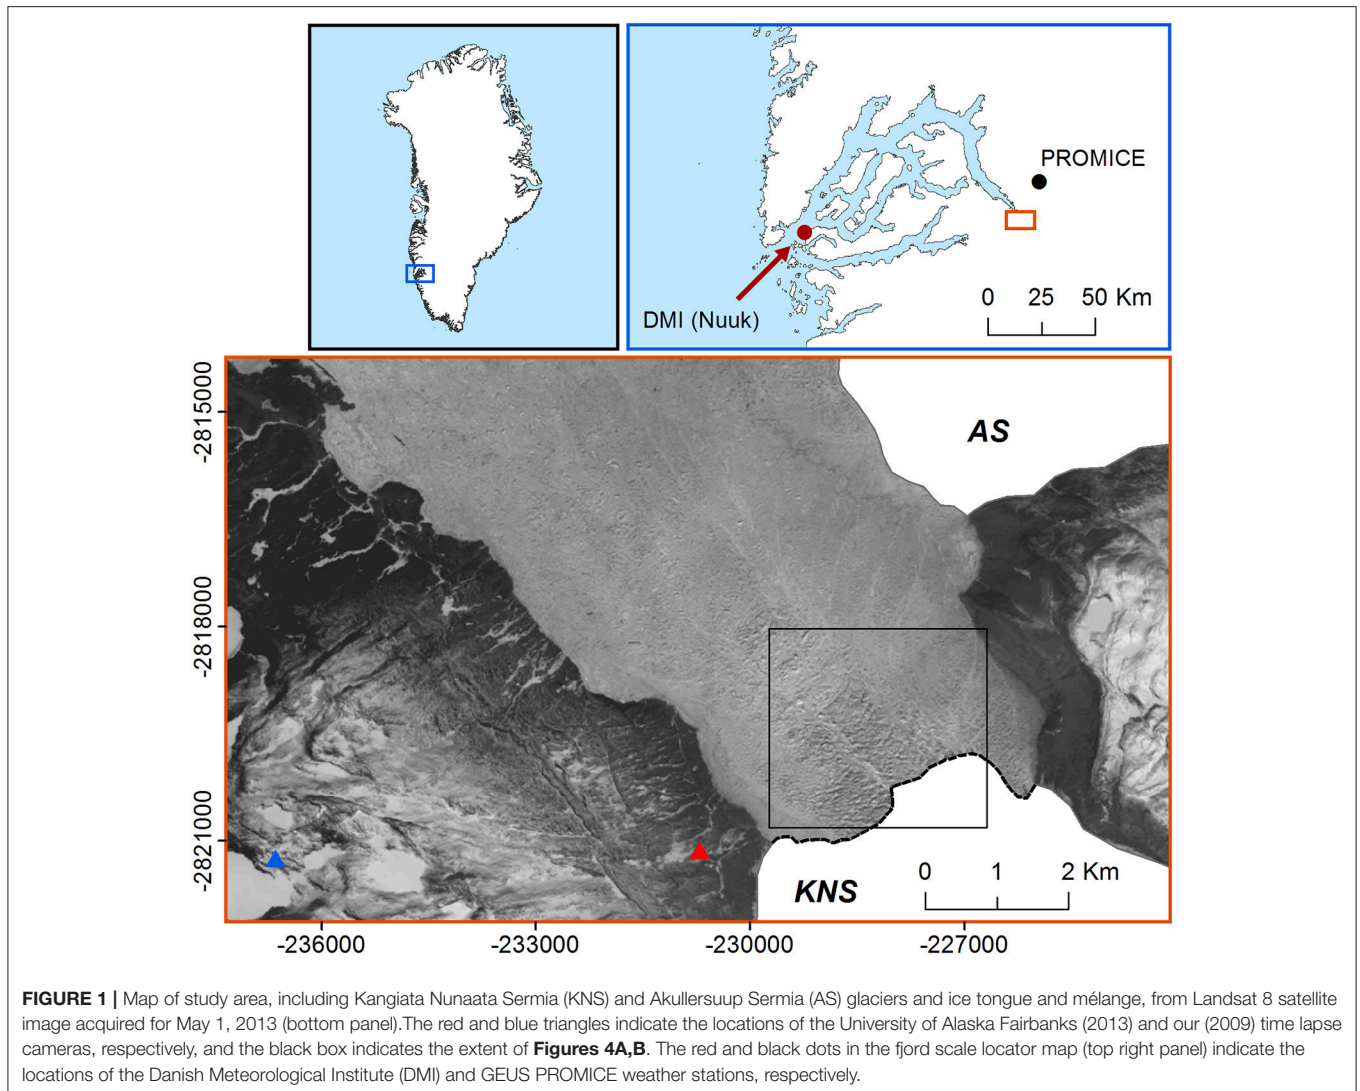 PROMICE
DMI (Nuuk)
0 25 50 Km
-2815000
-2818000
-2821000
AS
KNS
0 1 2 Km
-236000 -233000 -230000 -227000
FIGURE 1 | Map of study area, including Kangiata Nunaata Sermia (KNS) and Akullersuup Sermia (AS) glaciers and ice tongue and mélange, from Landsat 8 satellite
image acquired for May 1, 2013 (bottom panel).The red and blue triangles indicate the locations of the University of Alaska Fairbanks (2013) and our (2009) time lapse
cameras, respectively, and the black box indicates the extent of Figures 4A,B. The red and black dots in the fjord scale locator map (top right panel) indicate the
locations of the Danish Meteorological Institute (DMI) and GEUS PROMICE weather stations, respectively.